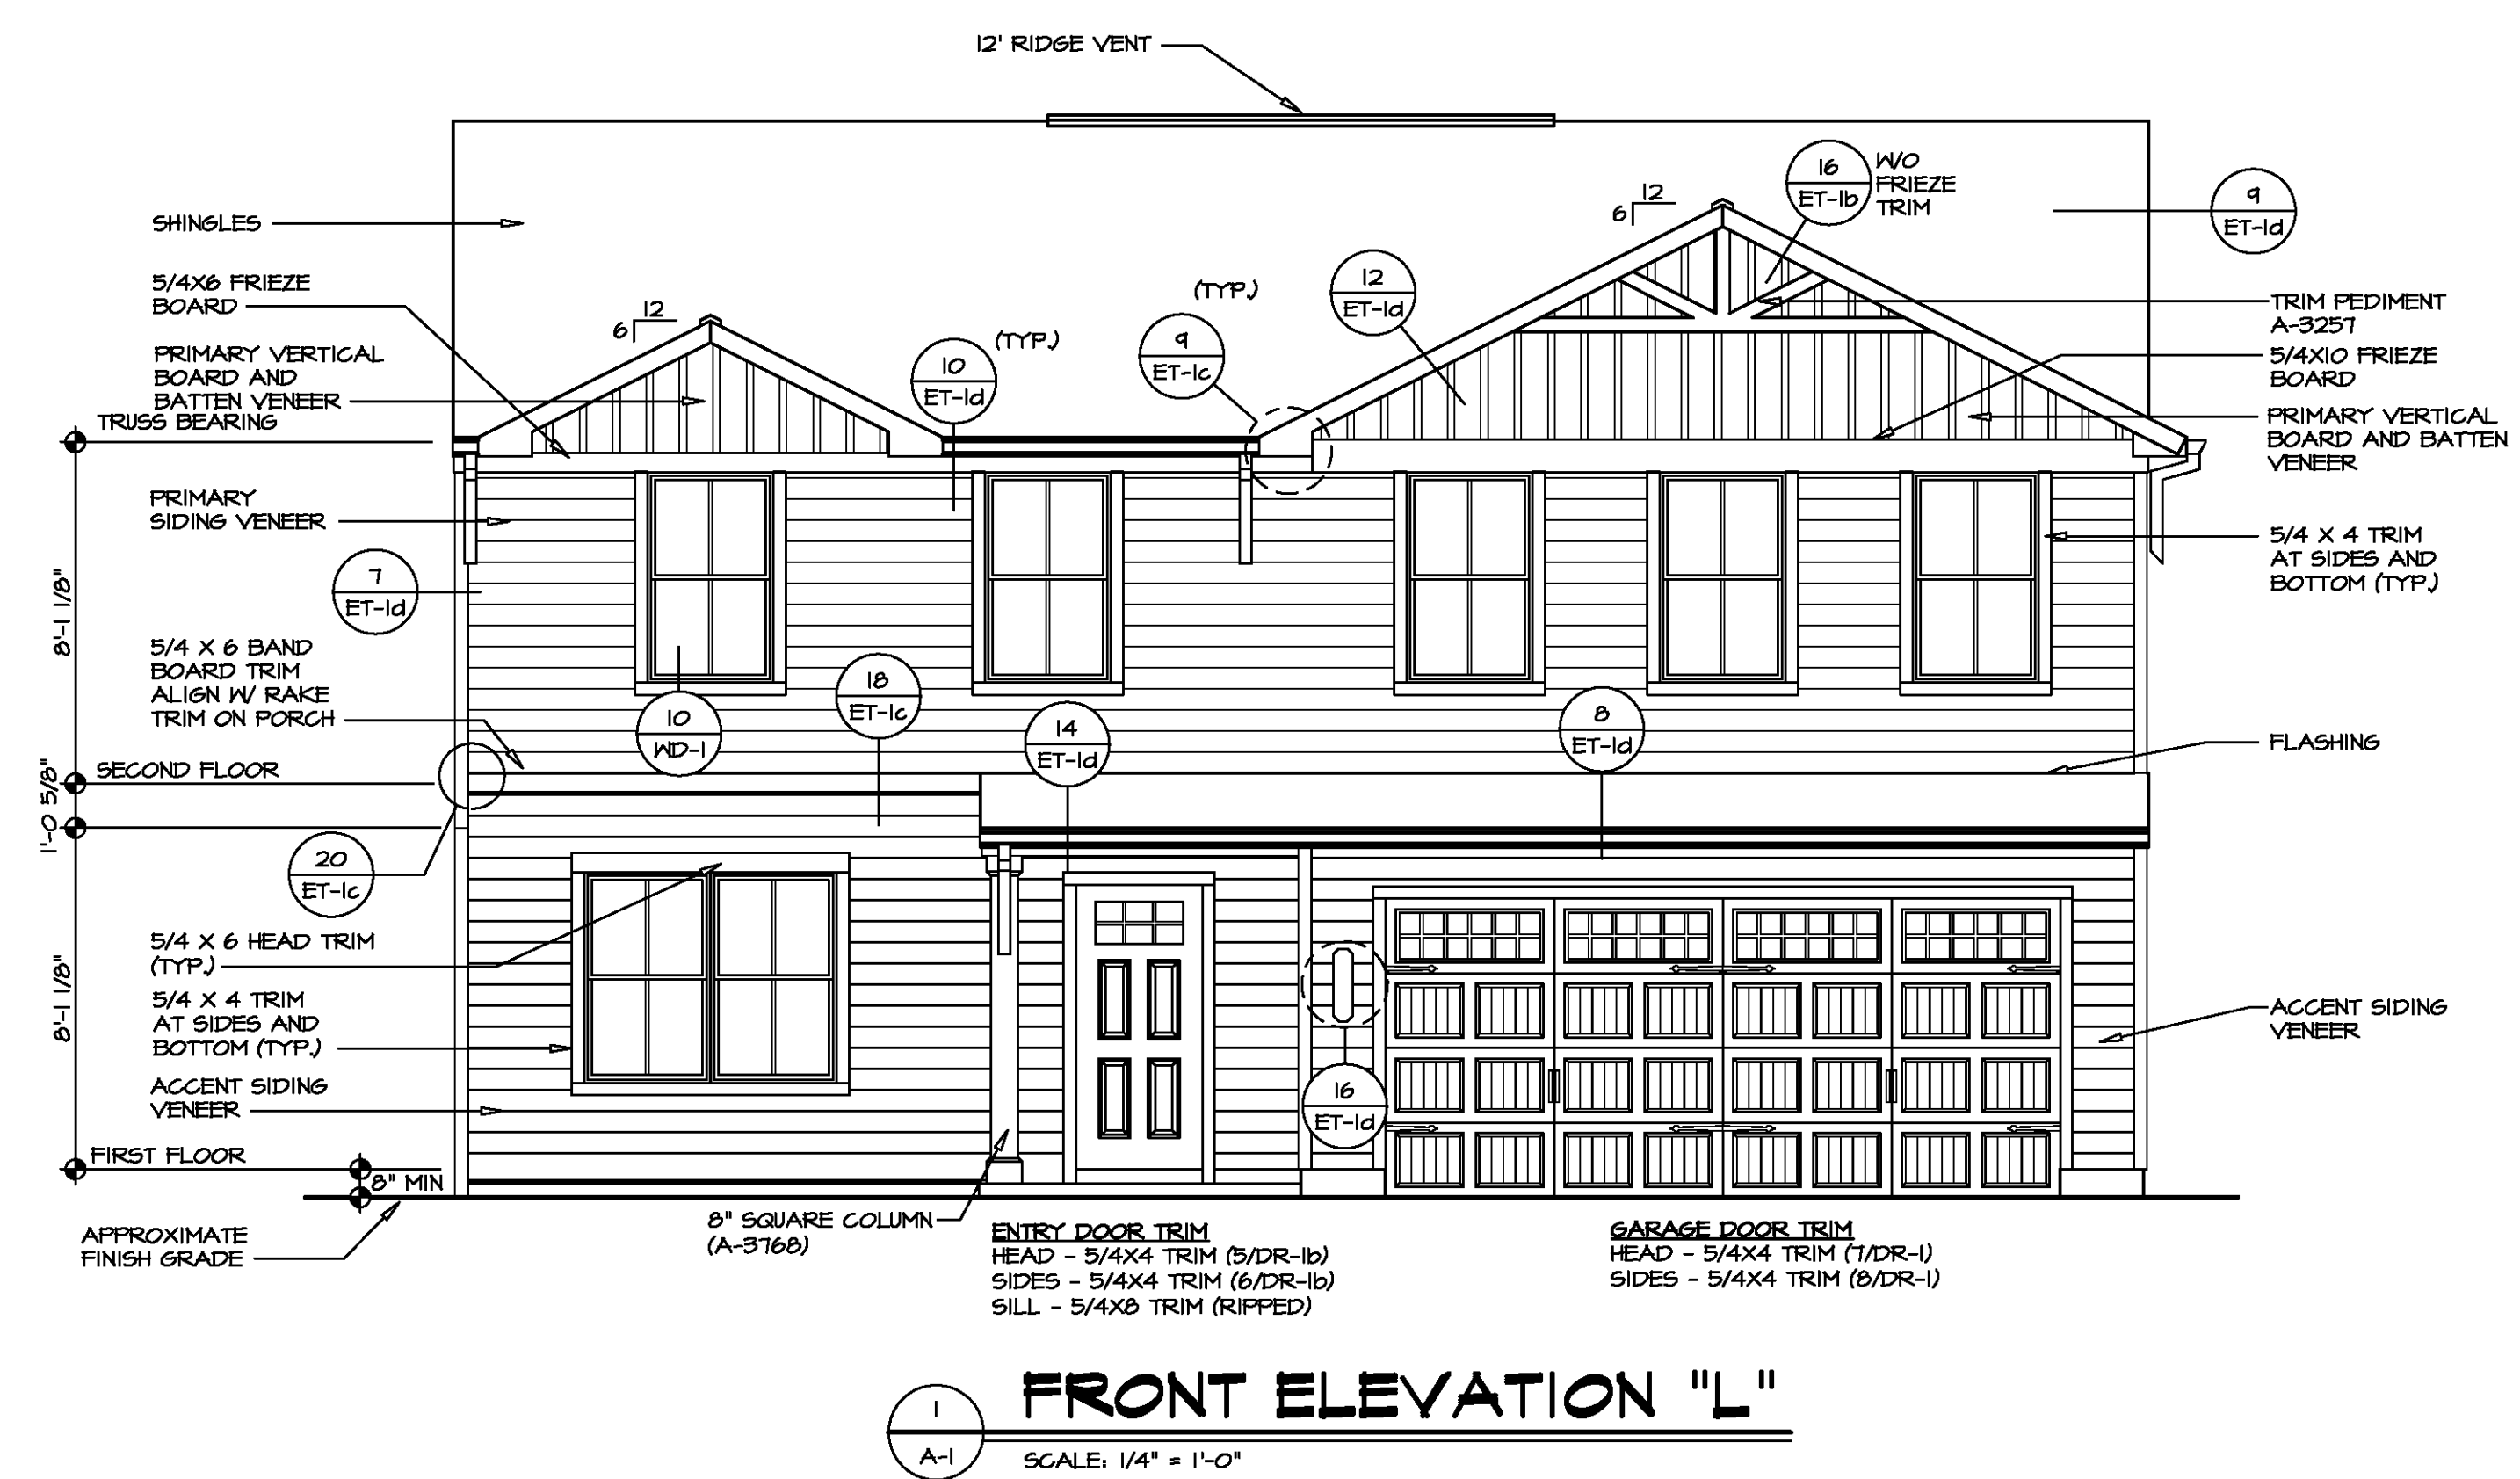 12' RIDGE VENT
16
ET-1b
W/O
FRIEZE
TRIM
9
ET-1d
SHINGLES
12
6
12
ET-1d
5/4X6 FRIEZE
BOARD
(TYP.)
9
ET-1c
12
6
(TYP.)
10
ET-1d
TRIM PEDIMENT
A-3257
5/4X10 FRIEZE
BOARD
PRIMARY VERTICAL
BOARD AND
BATTEN VENEER
TRUSS BEARING
PRIMARY VERTICAL
BOARD AND BATTEN
VENEER
PRIMARY
SIDING VENEER
5/4 X 4 TRIM
AT SIDES AND
BOTTOM (TYP.)
7
ET-1d
8'-1 1/8"
5/4 X 6 BAND
BOARD TRIM
ALIGN W/ RAKE
TRIM ON PORCH
10
WD-1
18
ET-1c
14
ET-1d
8
ET-1d
FLASHING
SECOND FLOOR
1'-0 5/8"
20
ET-1c
5/4 X 6 HEAD TRIM
(TYP.)
5/4 X 4 TRIM
AT SIDES AND
BOTTOM (TYP.)
8'-1 1/8"
ACCENT SIDING
VENEER
ACCENT SIDING
VENEER
16
ET-1d
FIRST FLOOR
8" MIN
APPROXIMATE
FINISH GRADE
8" SQUARE COLUMN
(A-3768)
ENTRY DOOR TRIM
HEAD - 5/4X4 TRIM (5/DR-1b)
SIDES - 5/4X4 TRIM (6/DR-1b)
SILL - 5/4X8 TRIM (RIPPED)
GARAGE DOOR TRIM
HEAD - 5/4X4 TRIM (7/DR-1)
SIDES - 5/4X4 TRIM (8/DR-1)
1
A-1
FRONT ELEVATION "L"
SCALE: 1/4" = 1'-0"